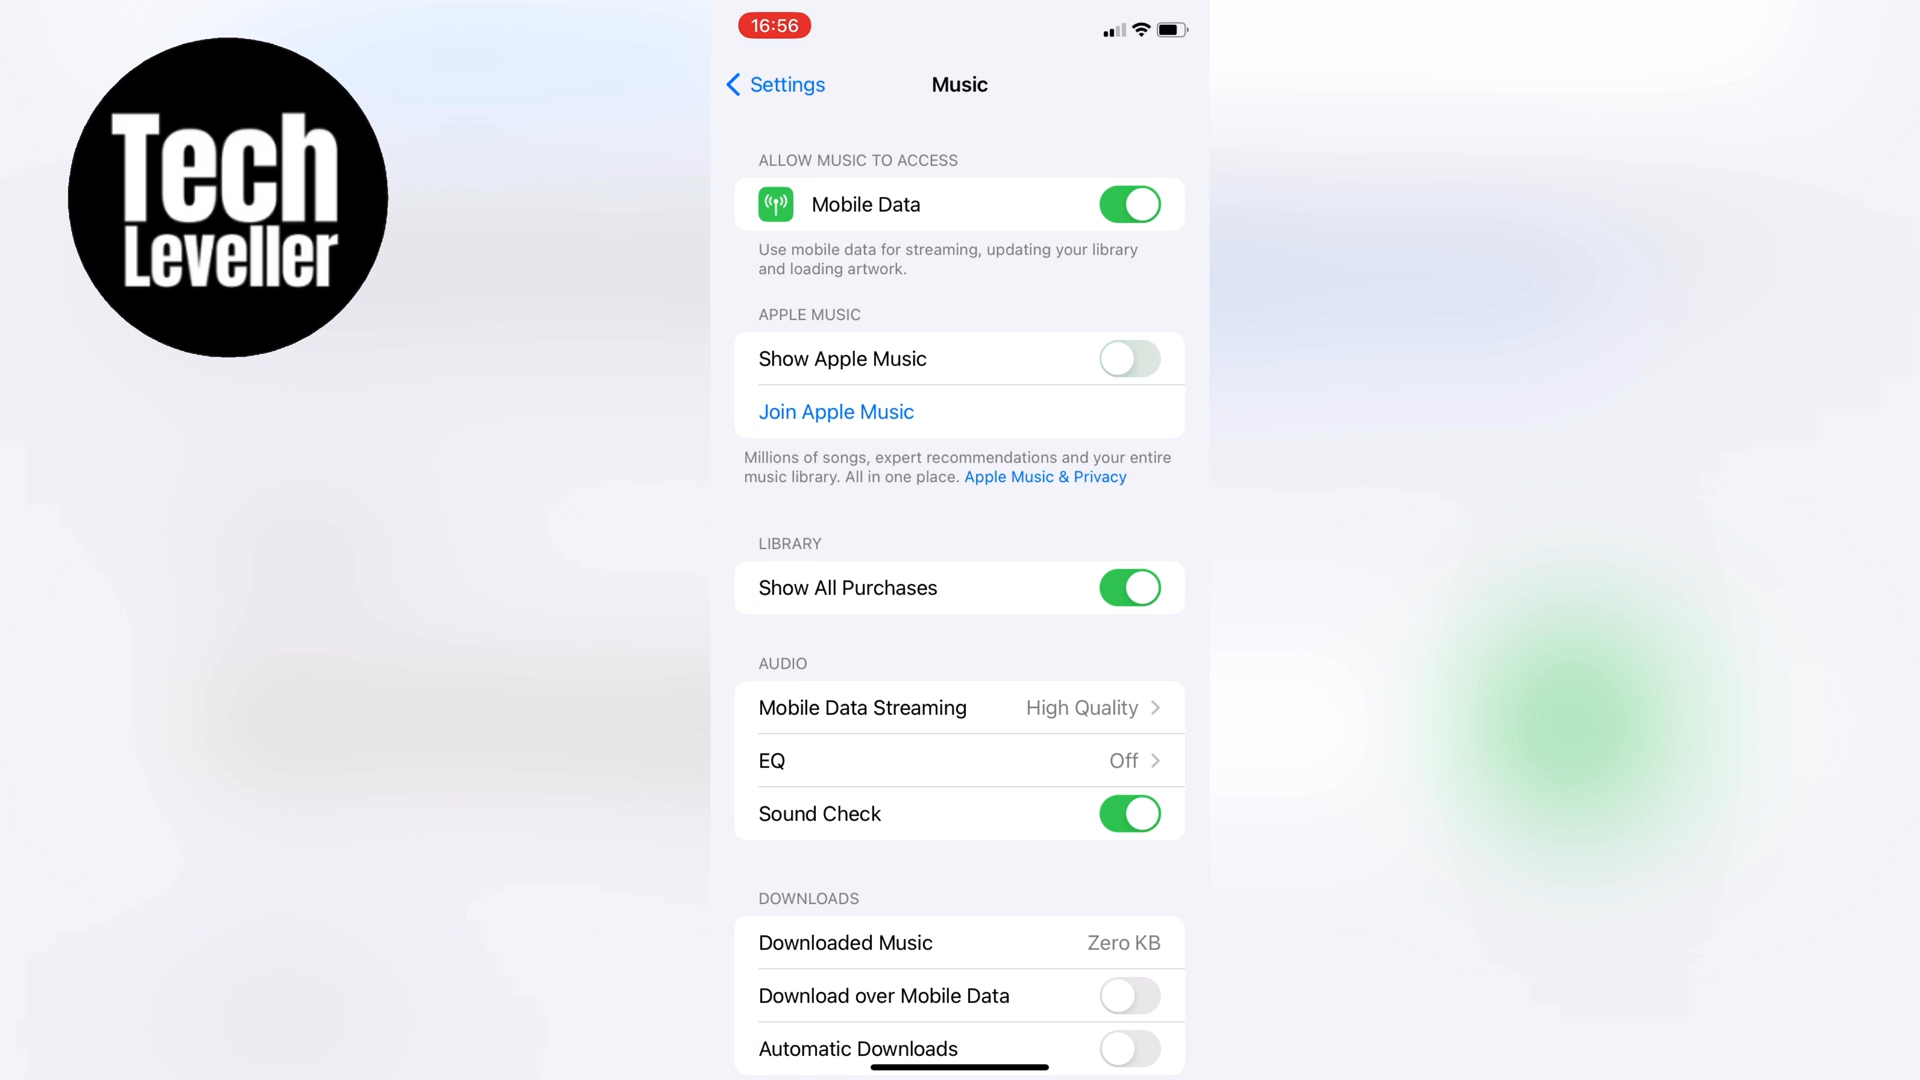 Tech
Leveller
16:56
Settings
Music
ALLOW MUSIC TO ACCESS
Mobile Data
Use mobile data for streaming, updating your library
and loading artwork.
APPLE MUSIC
Show Apple Music
Join Apple Music
Millions of songs, expert recommendations and your entire
music library. All in one place. Apple Music & Privacy
LIBRARY
Show All Purchases
AUDIO
Mobile Data Streaming High Quality
EQ Off
Sound Check
DOWNLOADS
Downloaded Music Zero KB
Download over Mobile Data
Automatic Downloads